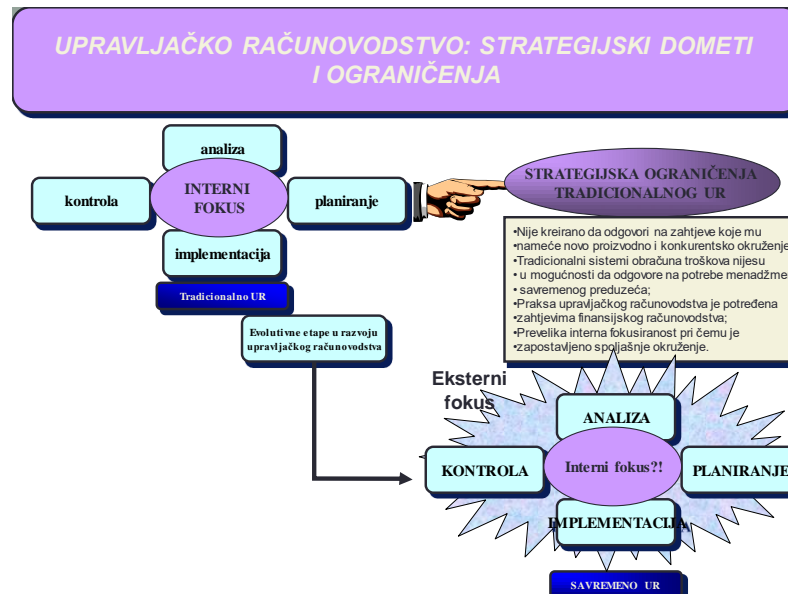 UPRAVLJAČKO RAČUNOVODSTVO: STRATEGIJSKI DOMETI
I OGRANIČENJA
analiza
kontrola
INTERNI
FOKUS
planiranje
implementacija
Tradicionalno UR
STRATEGIJSKA OGRANIČENJA
TRADICIONALNOG UR
•Nije kreirano da odgovori na zahtjeve koje mu
•nameće novo proizvodno i konkurentsko okruženje
•Tradicionalni sistemi obračuna troškova nijesu
• u mogućnosti da odgovore na potrebe menadžme
• savremenog preduzeća;
•Praksa upravljačkog računovodstva je potređena
•zahtjevima finansijskog računovodstva;
•Prevelika interna fokusiranost pri čemu je
•zapostavljeno spoljašnje okruženje.
Evolutivne etape u razvoju
upravljačkog računovodstva
Eksterni
fokus
ANALIZA
KONTROLA
Interni fokus?!
PLANIRANJE
IMPLEMENTACIJA
SAVREMENO UR